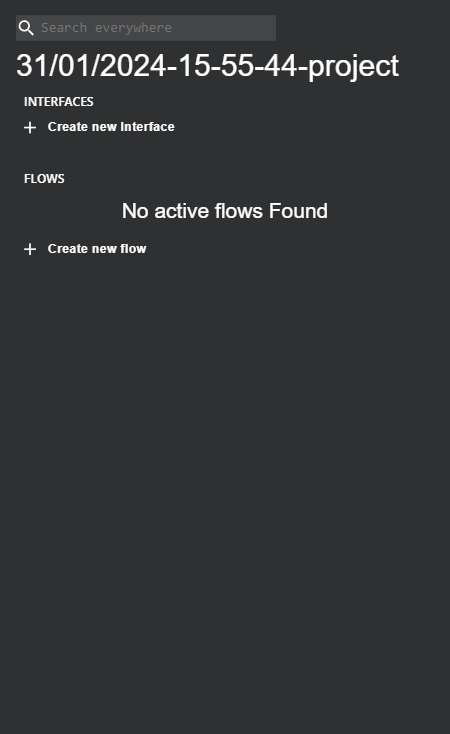 Search everywhere
31/01/2024-15-55-44-project
INTERFACES
Create new Interface
FLOWS
No active flows Found
Create new flow